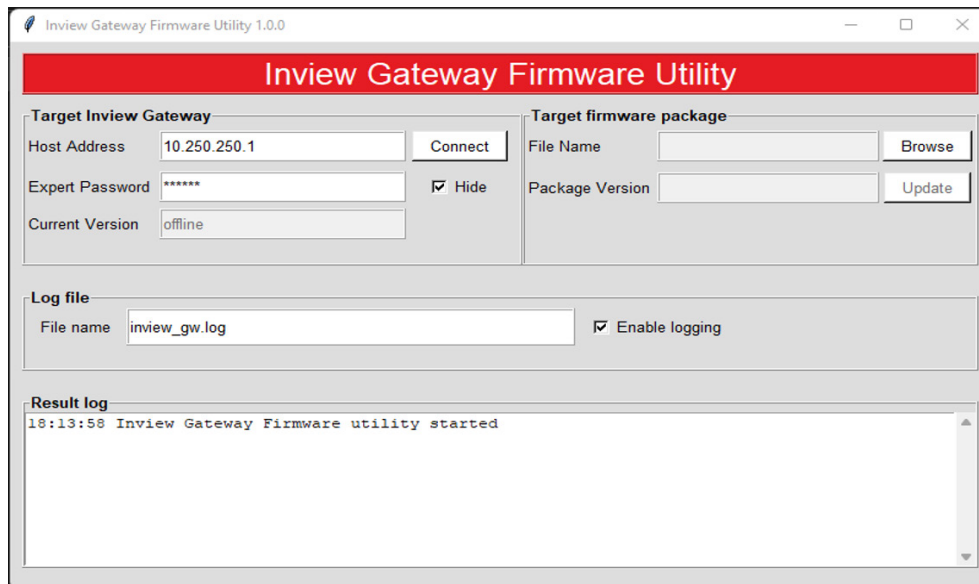 Inview Gateway Firmware Utility 1.0.0
Inview Gateway Firmware Utility
Target Inview Gateway
Host Address 10.250.250.1 Connect
Expert Password ****** Hide
Current Version offline
Target firmware package
File Name Browse
Package Version Update
Log file
File name inview_gw.log Enable logging
Result log
18:13:58 Inview Gateway Firmware utility started